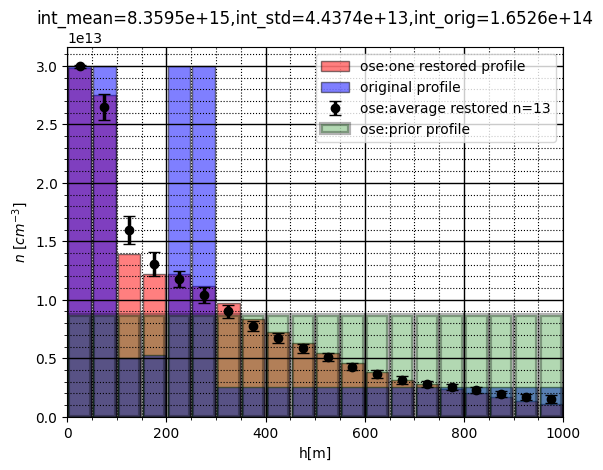 int_mean=8.3595e+15,int_std=4.4374e+13,int_orig=1.6526e+14
1e13
ose:one restored profile
original profile
ose:average restored n=13
ose:prior profile
3.0
2.5
2.0
1.5
1.0
0.5
0.0
n [cm⁻³]
0 200 400 600 800 1000
h[m]